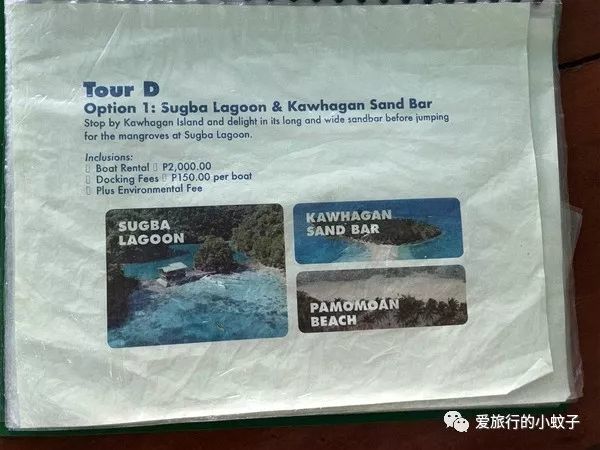 Tour D
Option 1: Sugba Lagoon & Kawhagan Sand Bar
Stop by Kawhagan Island and delight in its long and wide sandbar before jumping
for the mangroves at Sugba Lagoon.
Inclusions:
▯ Boat Rental ▯ P2,000.00
▯ Docking Fees ▯ P150.00 per boat
▯ Plus Environmental Fee
SUGBA
LAGOON
KAWHAGAN
SAND BAR
PAMOMOAN
BEACH
爱旅行的小蚊子